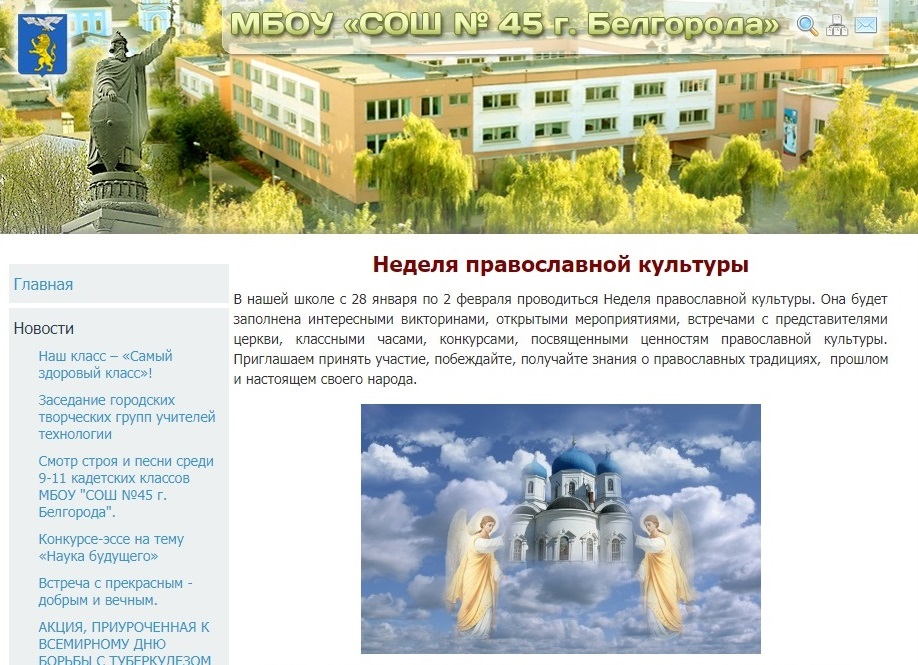 МБОУ «СОШ № 45 г. Белгорода»
Главная
Новости
Наш класс – «Самый
здоровый класс»!
Заседание городских
творческих групп учителей
технологии
Смотр строя и песни среди
9-11 кадетских классов
МБОУ "СОШ №45 г.
Белгорода".
Конкурсе-эссе на тему
«Наука будущего»
Встреча с прекрасным -
добрым и вечным.
АКЦИЯ, ПРИУРОЧЕННАЯ К
ВСЕМИРНОМУ ДНЮ
БОРЬБЫ С ТУБЕРКУЛЕЗОМ
Неделя православной культуры
В нашей школе с 28 января по 2 февраля проводиться Неделя православной культуры. Она будет
заполнена интересными викторинами, открытыми мероприятиями, встречами с представителями
церкви, классными часами, конкурсами, посвященными ценностям православной культуры.
Приглашаем принять участие, побеждайте, получайте знания о православных традициях, прошлом
и настоящем своего народа.